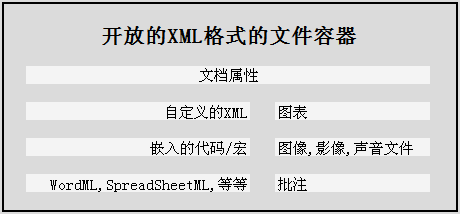 开放的XML格式的文件容器
文档属性
自定义的XML 图表
嵌入的代码/宏 图像,影像,声音文件
WordML,SpreadSheetML,等等 批注